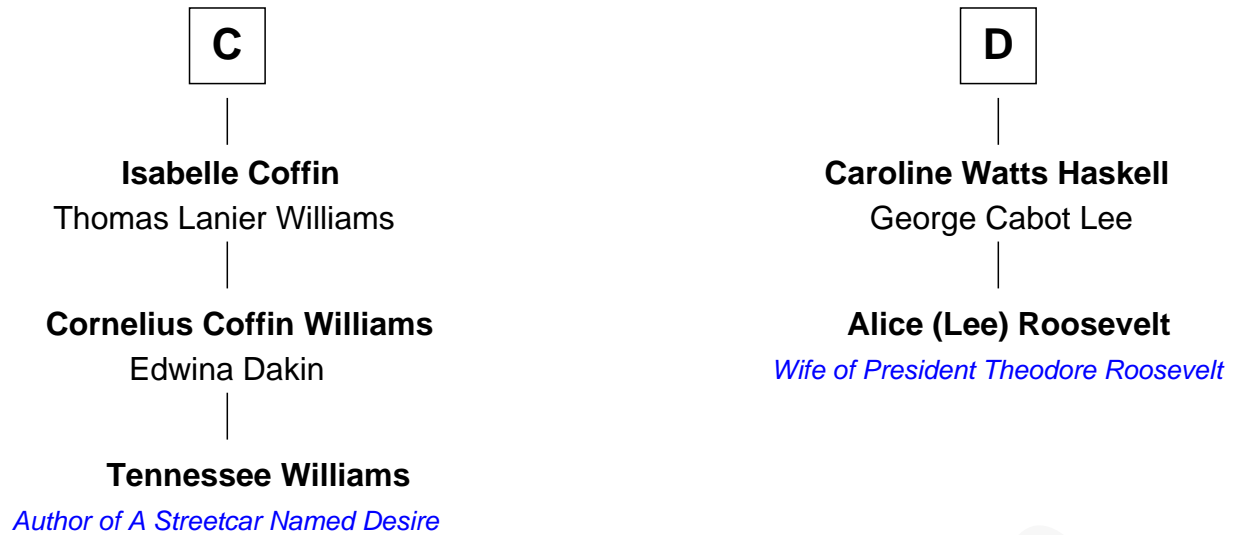 C
Isabelle Coffin
Thomas Lanier Williams
Cornelius Coffin Williams
Edwina Dakin
Tennessee Williams
Author of A Streetcar Named Desire
D
Caroline Watts Haskell
George Cabot Lee
Alice (Lee) Roosevelt
Wife of President Theodore Roosevelt